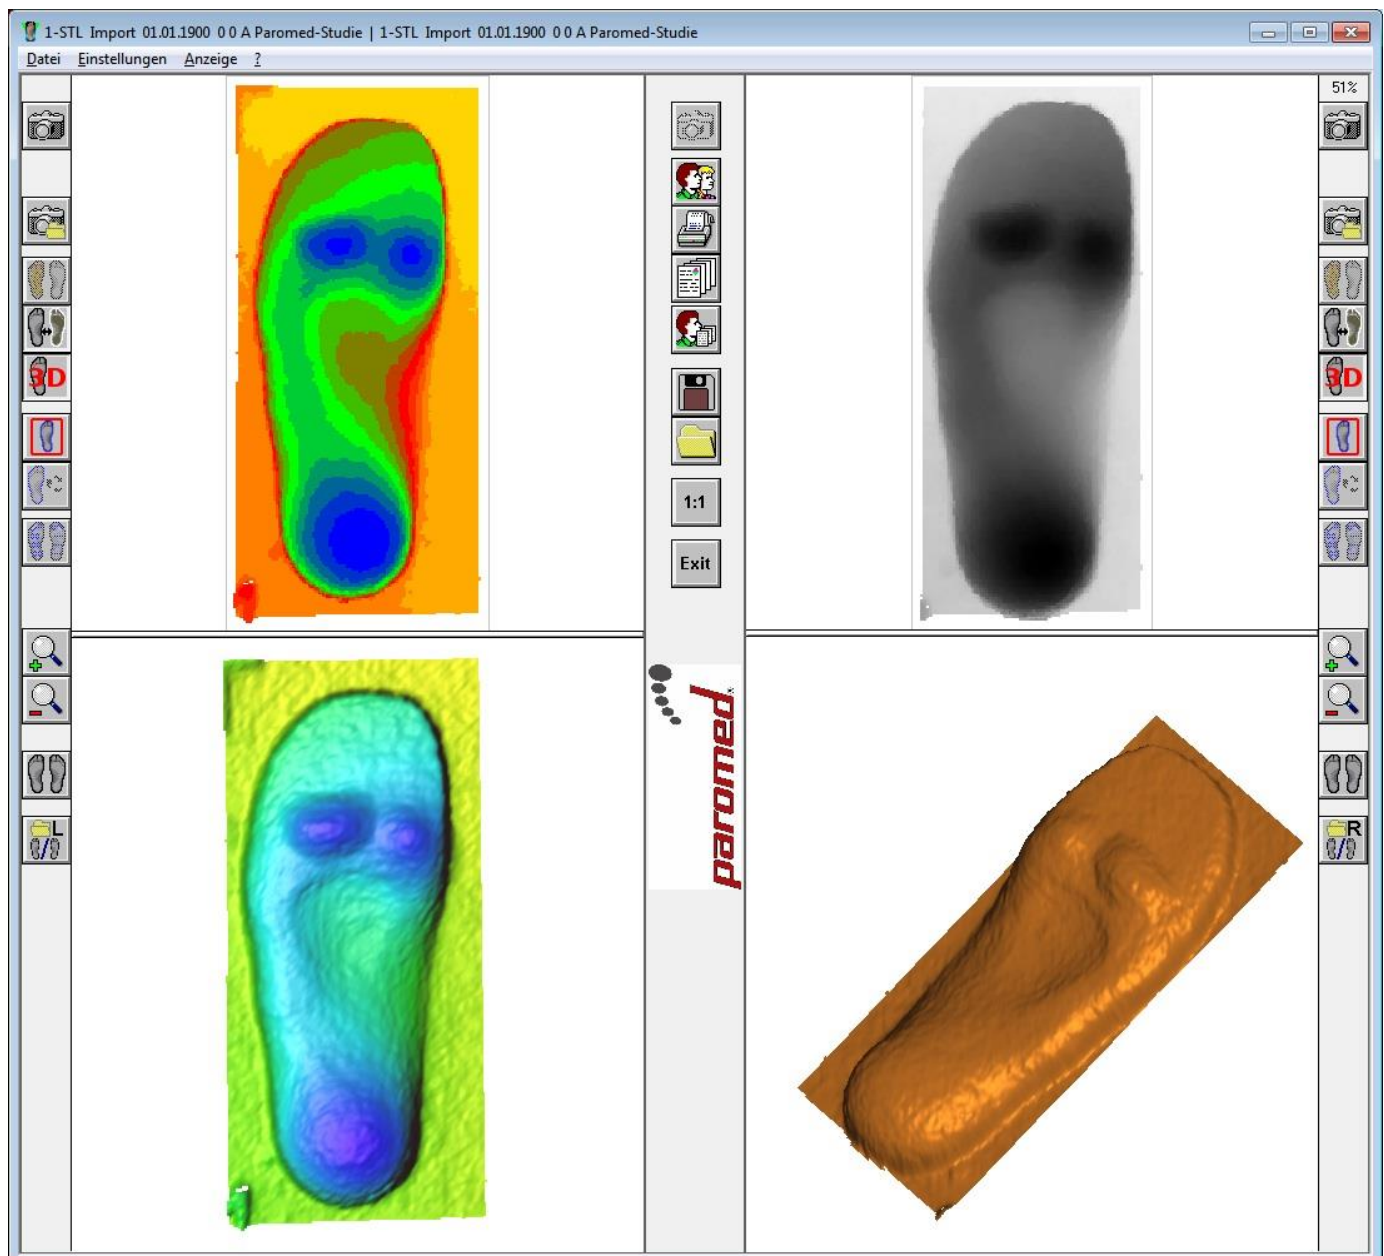 1-STL Import 01.01.1900 0 0 A Paromed-Studie | 1-STL Import 01.01.1900 0 0 A Paromed-Studie
Datei Einstellungen Anzeige ?
51%
3D
3D
1:1
Exit
paromed®
L
R